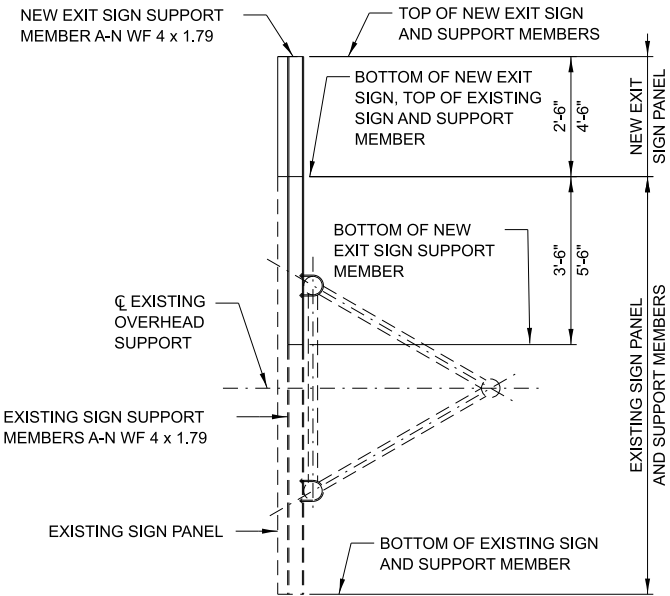 NEW EXIT SIGN SUPPORT
MEMBER A-N WF 4 x 1.79
TOP OF NEW EXIT SIGN
AND SUPPORT MEMBERS
BOTTOM OF NEW EXIT
SIGN, TOP OF EXISTING
SIGN AND SUPPORT
MEMBER
2'-6"
4'-6"
NEW EXIT
SIGN PANEL
BOTTOM OF NEW
EXIT SIGN SUPPORT
MEMBER
3'-6"
5'-6"
℄ EXISTING
OVERHEAD
SUPPORT
EXISTING SIGN SUPPORT
MEMBERS A-N WF 4 x 1.79
EXISTING SIGN PANEL
AND SUPPORT MEMBERS
EXISTING SIGN PANEL
BOTTOM OF EXISTING SIGN
AND SUPPORT MEMBER